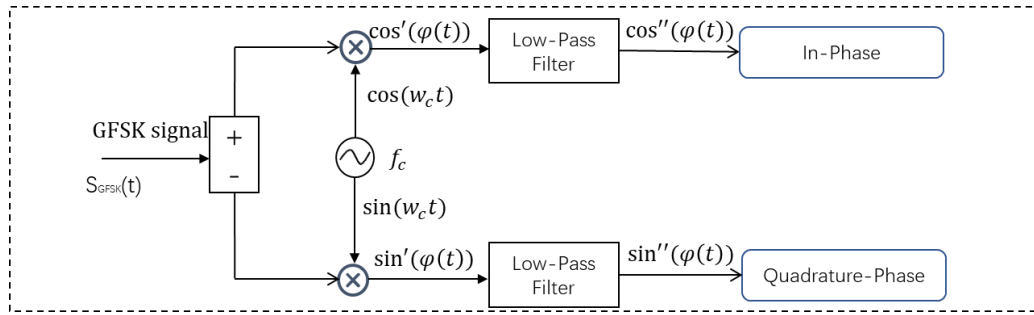 cos′(φ(t))
Low-Pass
Filter
cos′′(φ(t))
In-Phase
cos(w_c t)
GFSK signal
+
-
S_GFSK(t)
f_c
sin(w_c t)
sin′(φ(t))
Low-Pass
Filter
sin′′(φ(t))
Quadrature-Phase